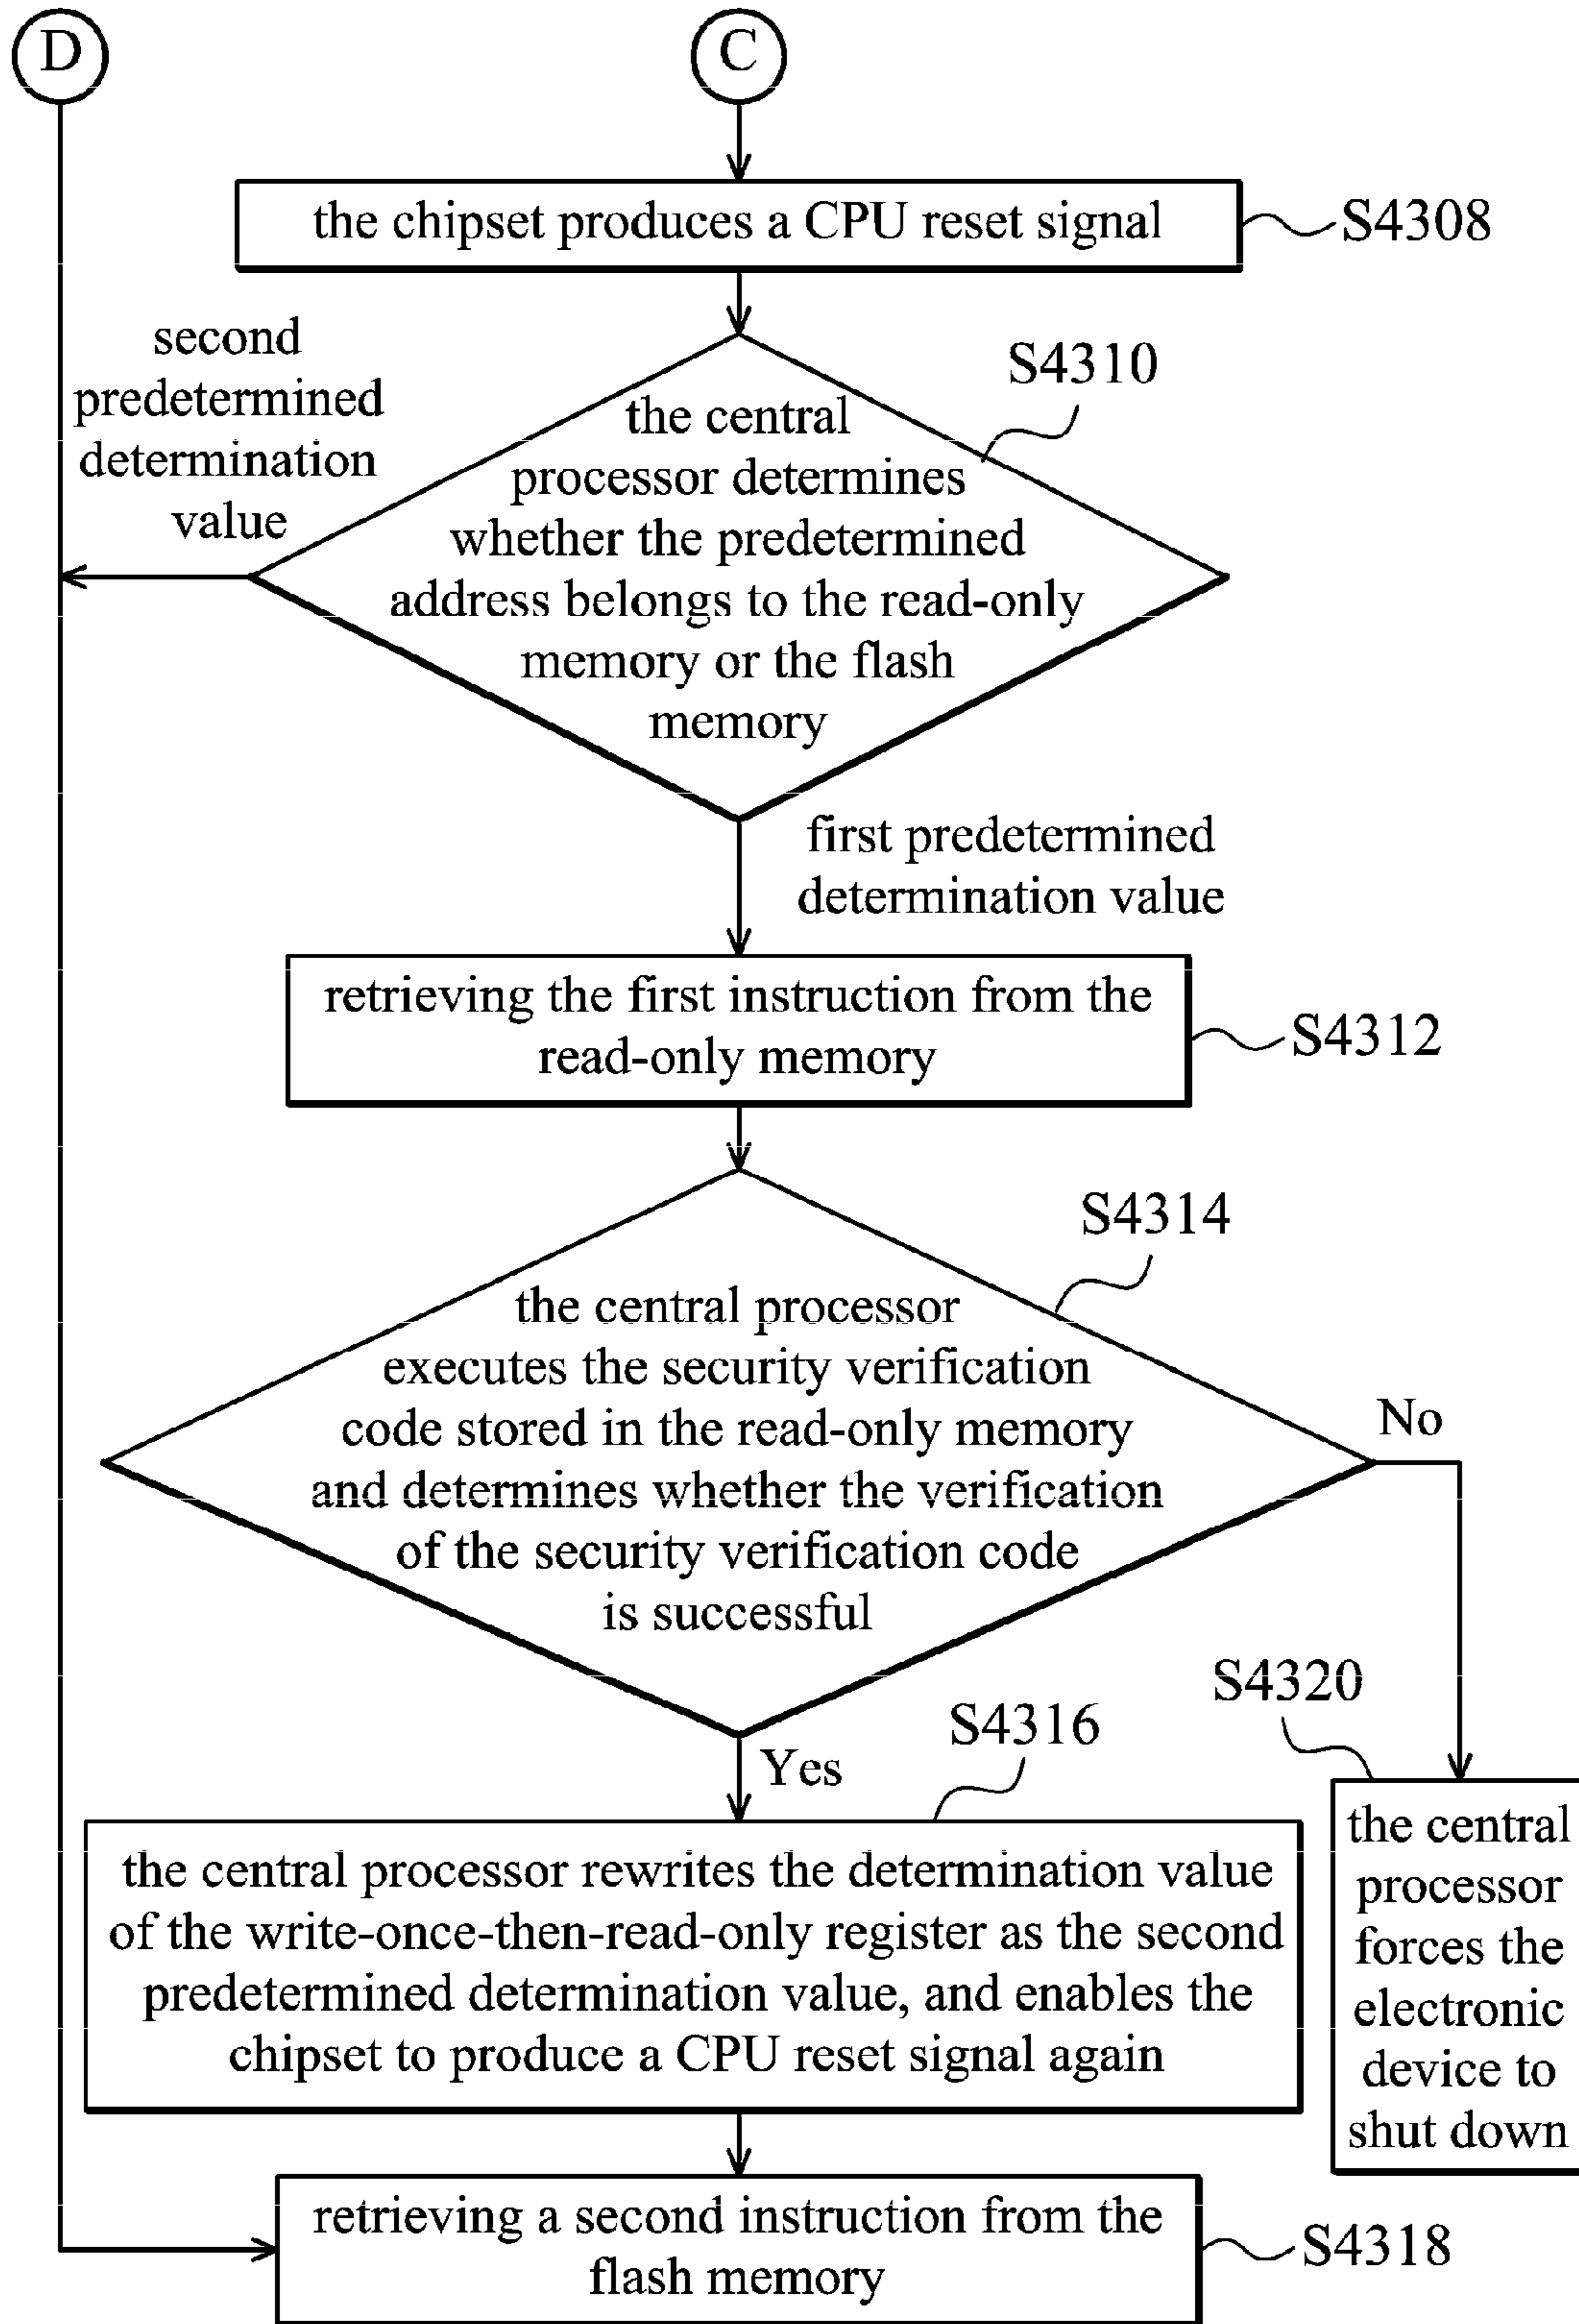 D
C
the chipset produces a CPU reset signal
S4308
second
predetermined
determination
value
S4310
the central
processor determines
whether the predetermined
address belongs to the read-only
memory or the flash
memory
first predetermined
determination value
retrieving the first instruction from the
read-only memory
S4312
S4314
the central processor
executes the security verification
code stored in the read-only memory
and determines whether the verification
of the security verification code
is successful
No
Yes
S4316
S4320
the central processor rewrites the determination value
of the write-once-then-read-only register as the second
predetermined determination value, and enables the
chipset to produce a CPU reset signal again
the central
processor
forces the
electronic
device to
shut down
retrieving a second instruction from the
flash memory
S4318